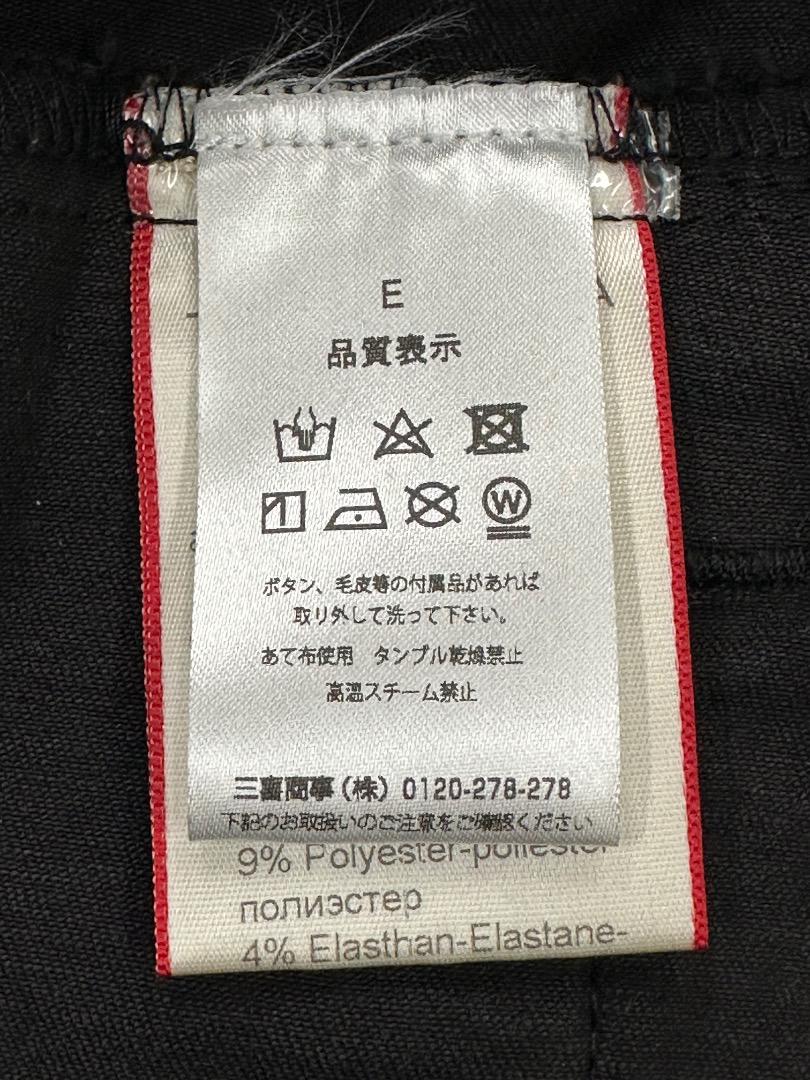 E
品質表示
W
ボタン、毛皮等の付属品があれば
取り外して洗って下さい。
あて布使用 タンブル乾燥禁止
高温スチーム禁止
三喜商事(株) 0120-278-278
下記のお取扱いのご注意をご確認ください
9% Polyester-poliester
полиэстер
4% Elasthan-Elastane-